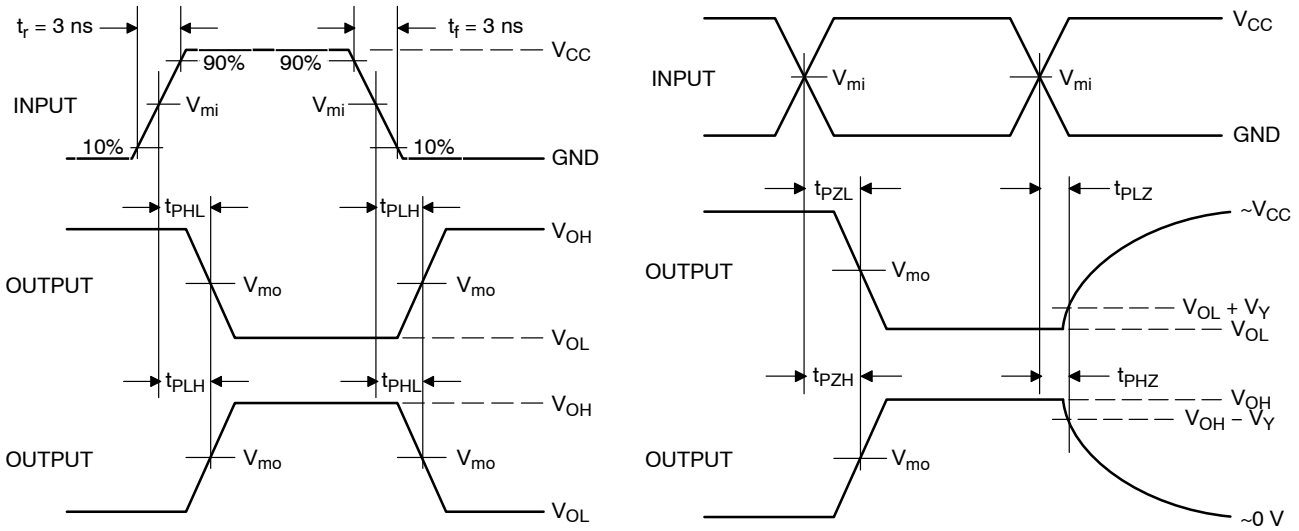 t_r = 3 ns
t_f = 3 ns
V_CC
90%
90%
INPUT
V_mi
V_mi
10%
10%
GND
t_PHL
t_PLH
V_OH
OUTPUT
V_mo
V_mo
V_OL
t_PLH
t_PHL
V_OH
OUTPUT
V_mo
V_mo
V_OL
V_CC
INPUT
V_mi
V_mi
GND
t_PZL
t_PLZ
~V_CC
OUTPUT
V_mo
V_OL + V_Y
V_OL
t_PZH
t_PHZ
V_OH
V_OH − V_Y
OUTPUT
V_mo
~0 V